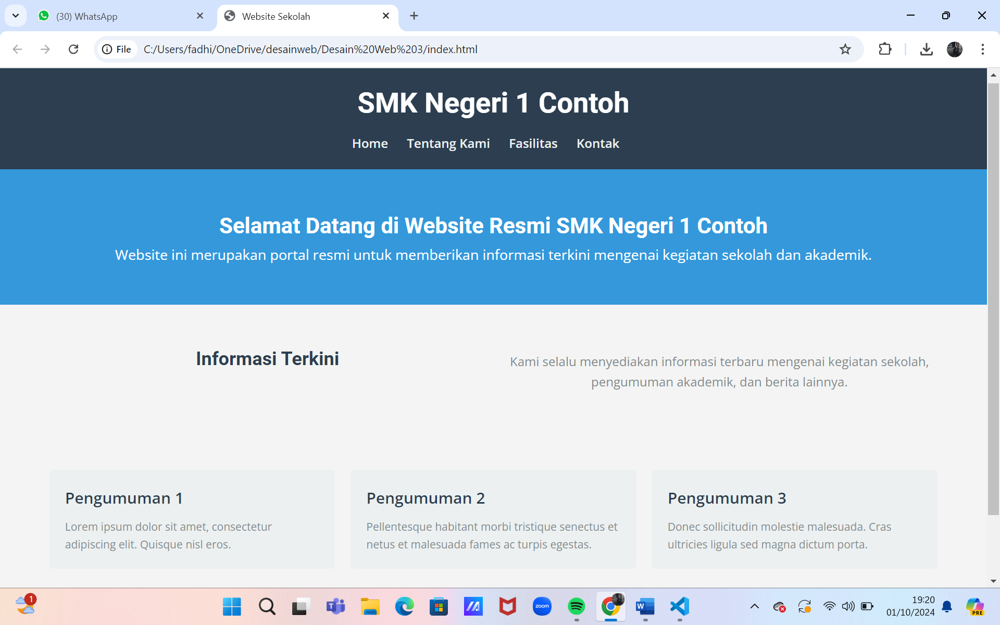 (30) WhatsApp
Website Sekolah
File
C:/Users/fadhi/OneDrive/desainweb/Desain%20Web%203/index.html
SMK Negeri 1 Contoh
Home Tentang Kami Fasilitas Kontak
Selamat Datang di Website Resmi SMK Negeri 1 Contoh
Website ini merupakan portal resmi untuk memberikan informasi terkini mengenai kegiatan sekolah dan akademik.
Informasi Terkini
Kami selalu menyediakan informasi terbaru mengenai kegiatan sekolah,
pengumuman akademik, dan berita lainnya.
Pengumuman 1
Lorem ipsum dolor sit amet, consectetur
adipiscing elit. Quisque nisl eros.
Pengumuman 2
Pellentesque habitant morbi tristique senectus et
netus et malesuada fames ac turpis egestas.
Pengumuman 3
Donec sollicitudin molestie malesuada. Cras
ultricies ligula sed magna dictum porta.
1
T
zoom
W
19:20
01/10/2024
PRE